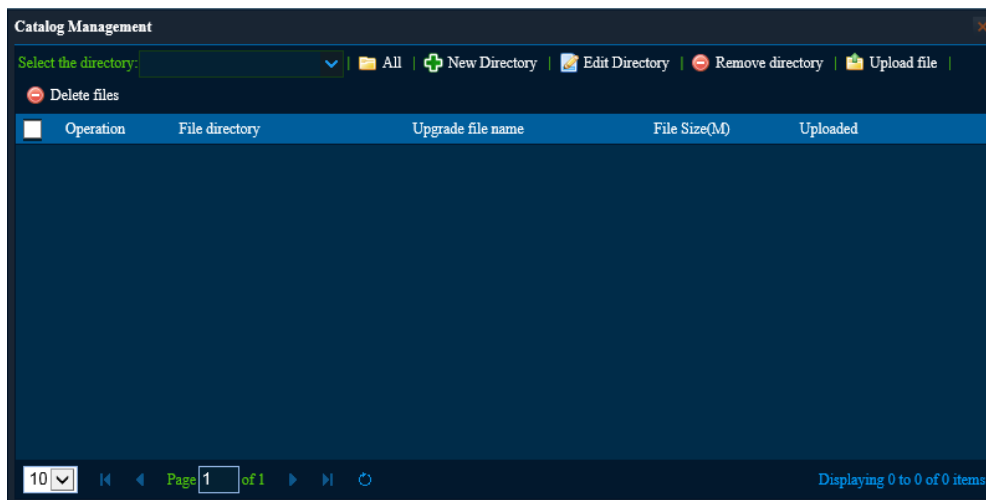 Catalog Management
Select the directory: | All | New Directory | Edit Directory | Remove directory | Upload file |
Delete files
Operation File directory Upgrade file name File Size(M) Uploaded
10 Page 1 of 1 Displaying 0 to 0 of 0 items